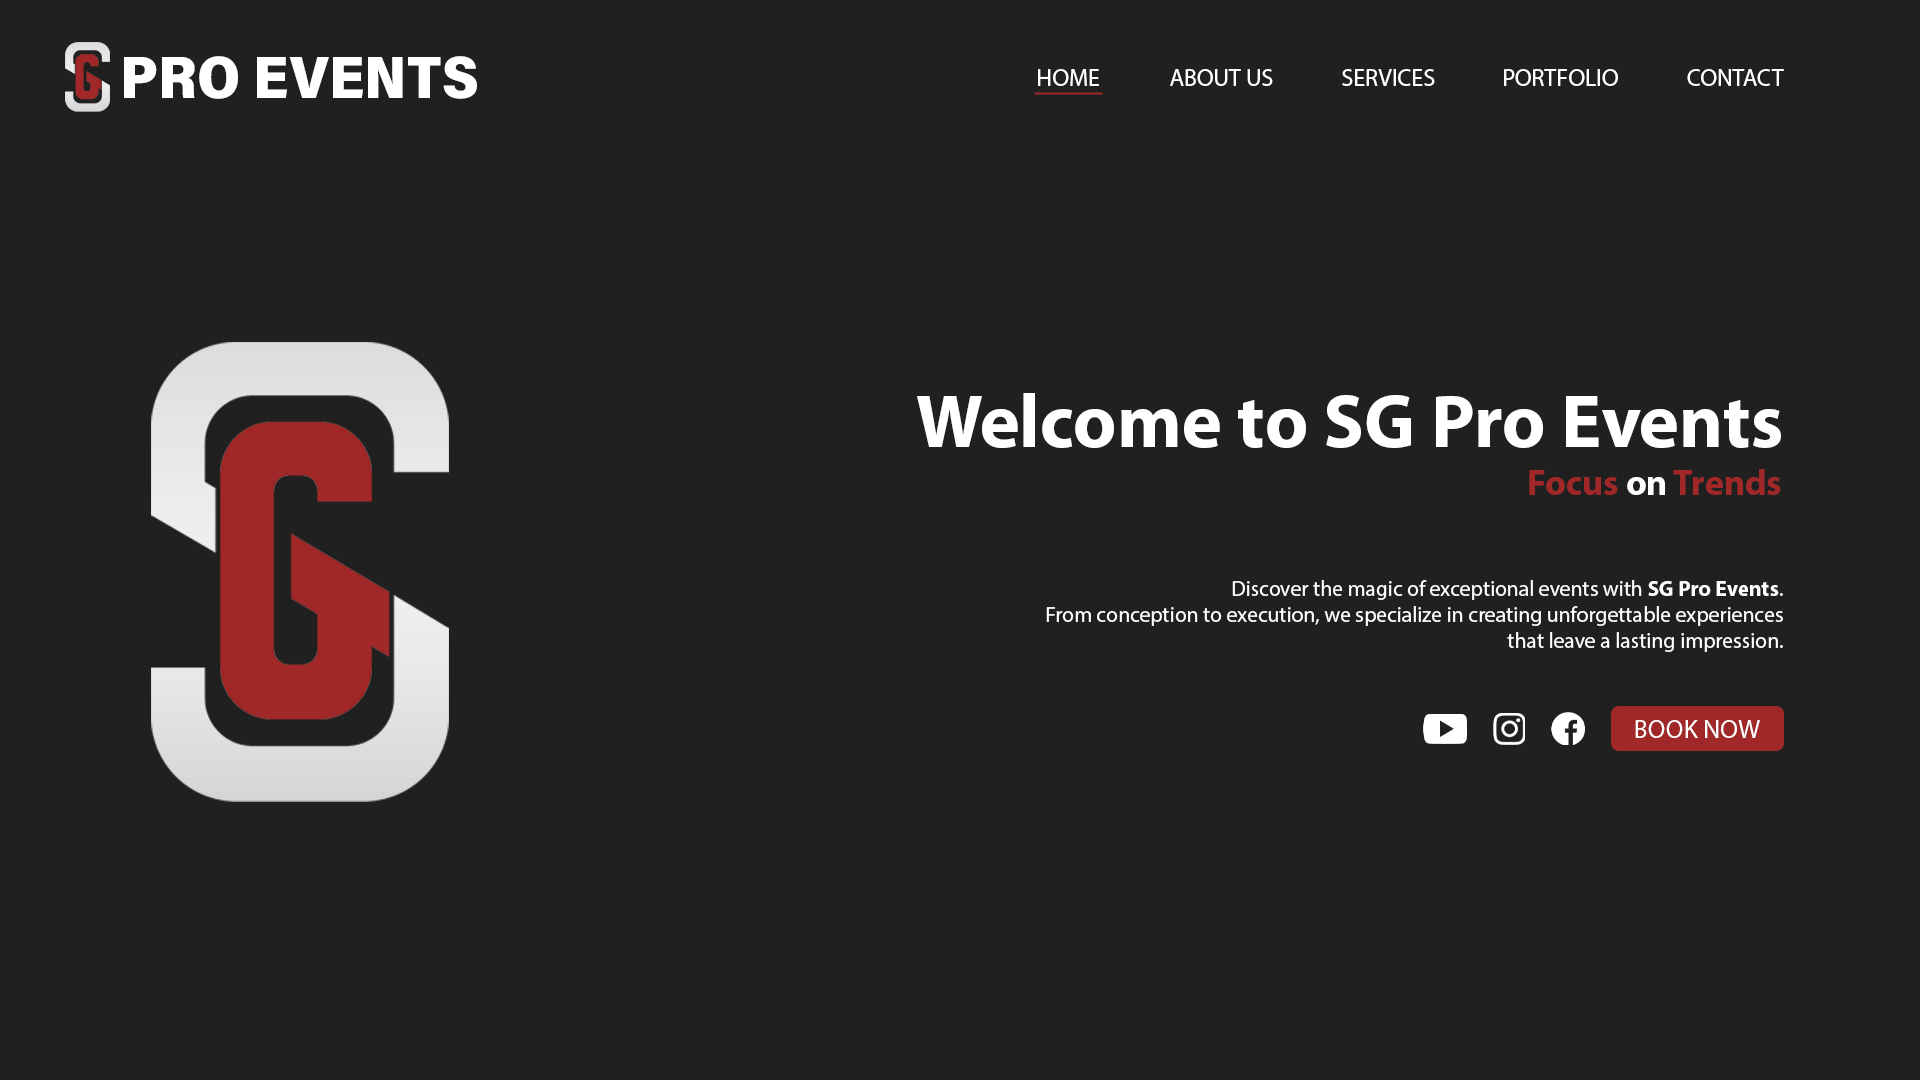 SG PRO EVENTS
HOME ABOUT US SERVICES PORTFOLIO CONTACT
SG
Welcome to SG Pro Events
Focus on Trends
Discover the magic of exceptional events with SG Pro Events.
From conception to execution, we specialize in creating unforgettable experiences
that leave a lasting impression.
BOOK NOW